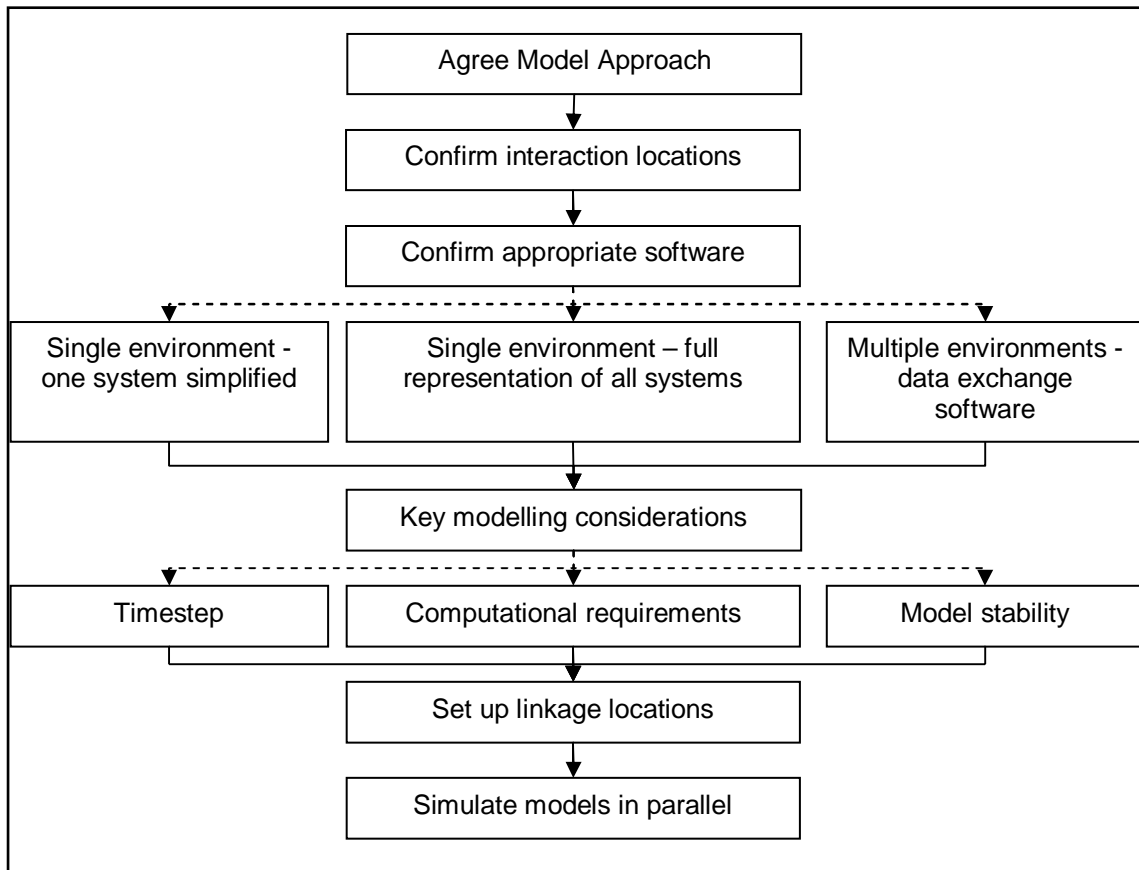 Agree Model Approach
Confirm interaction locations
Confirm appropriate software
Single environment -
one system simplified
Single environment – full
representation of all systems
Multiple environments -
data exchange
software
Key modelling considerations
Timestep
Computational requirements
Model stability
Set up linkage locations
Simulate models in parallel